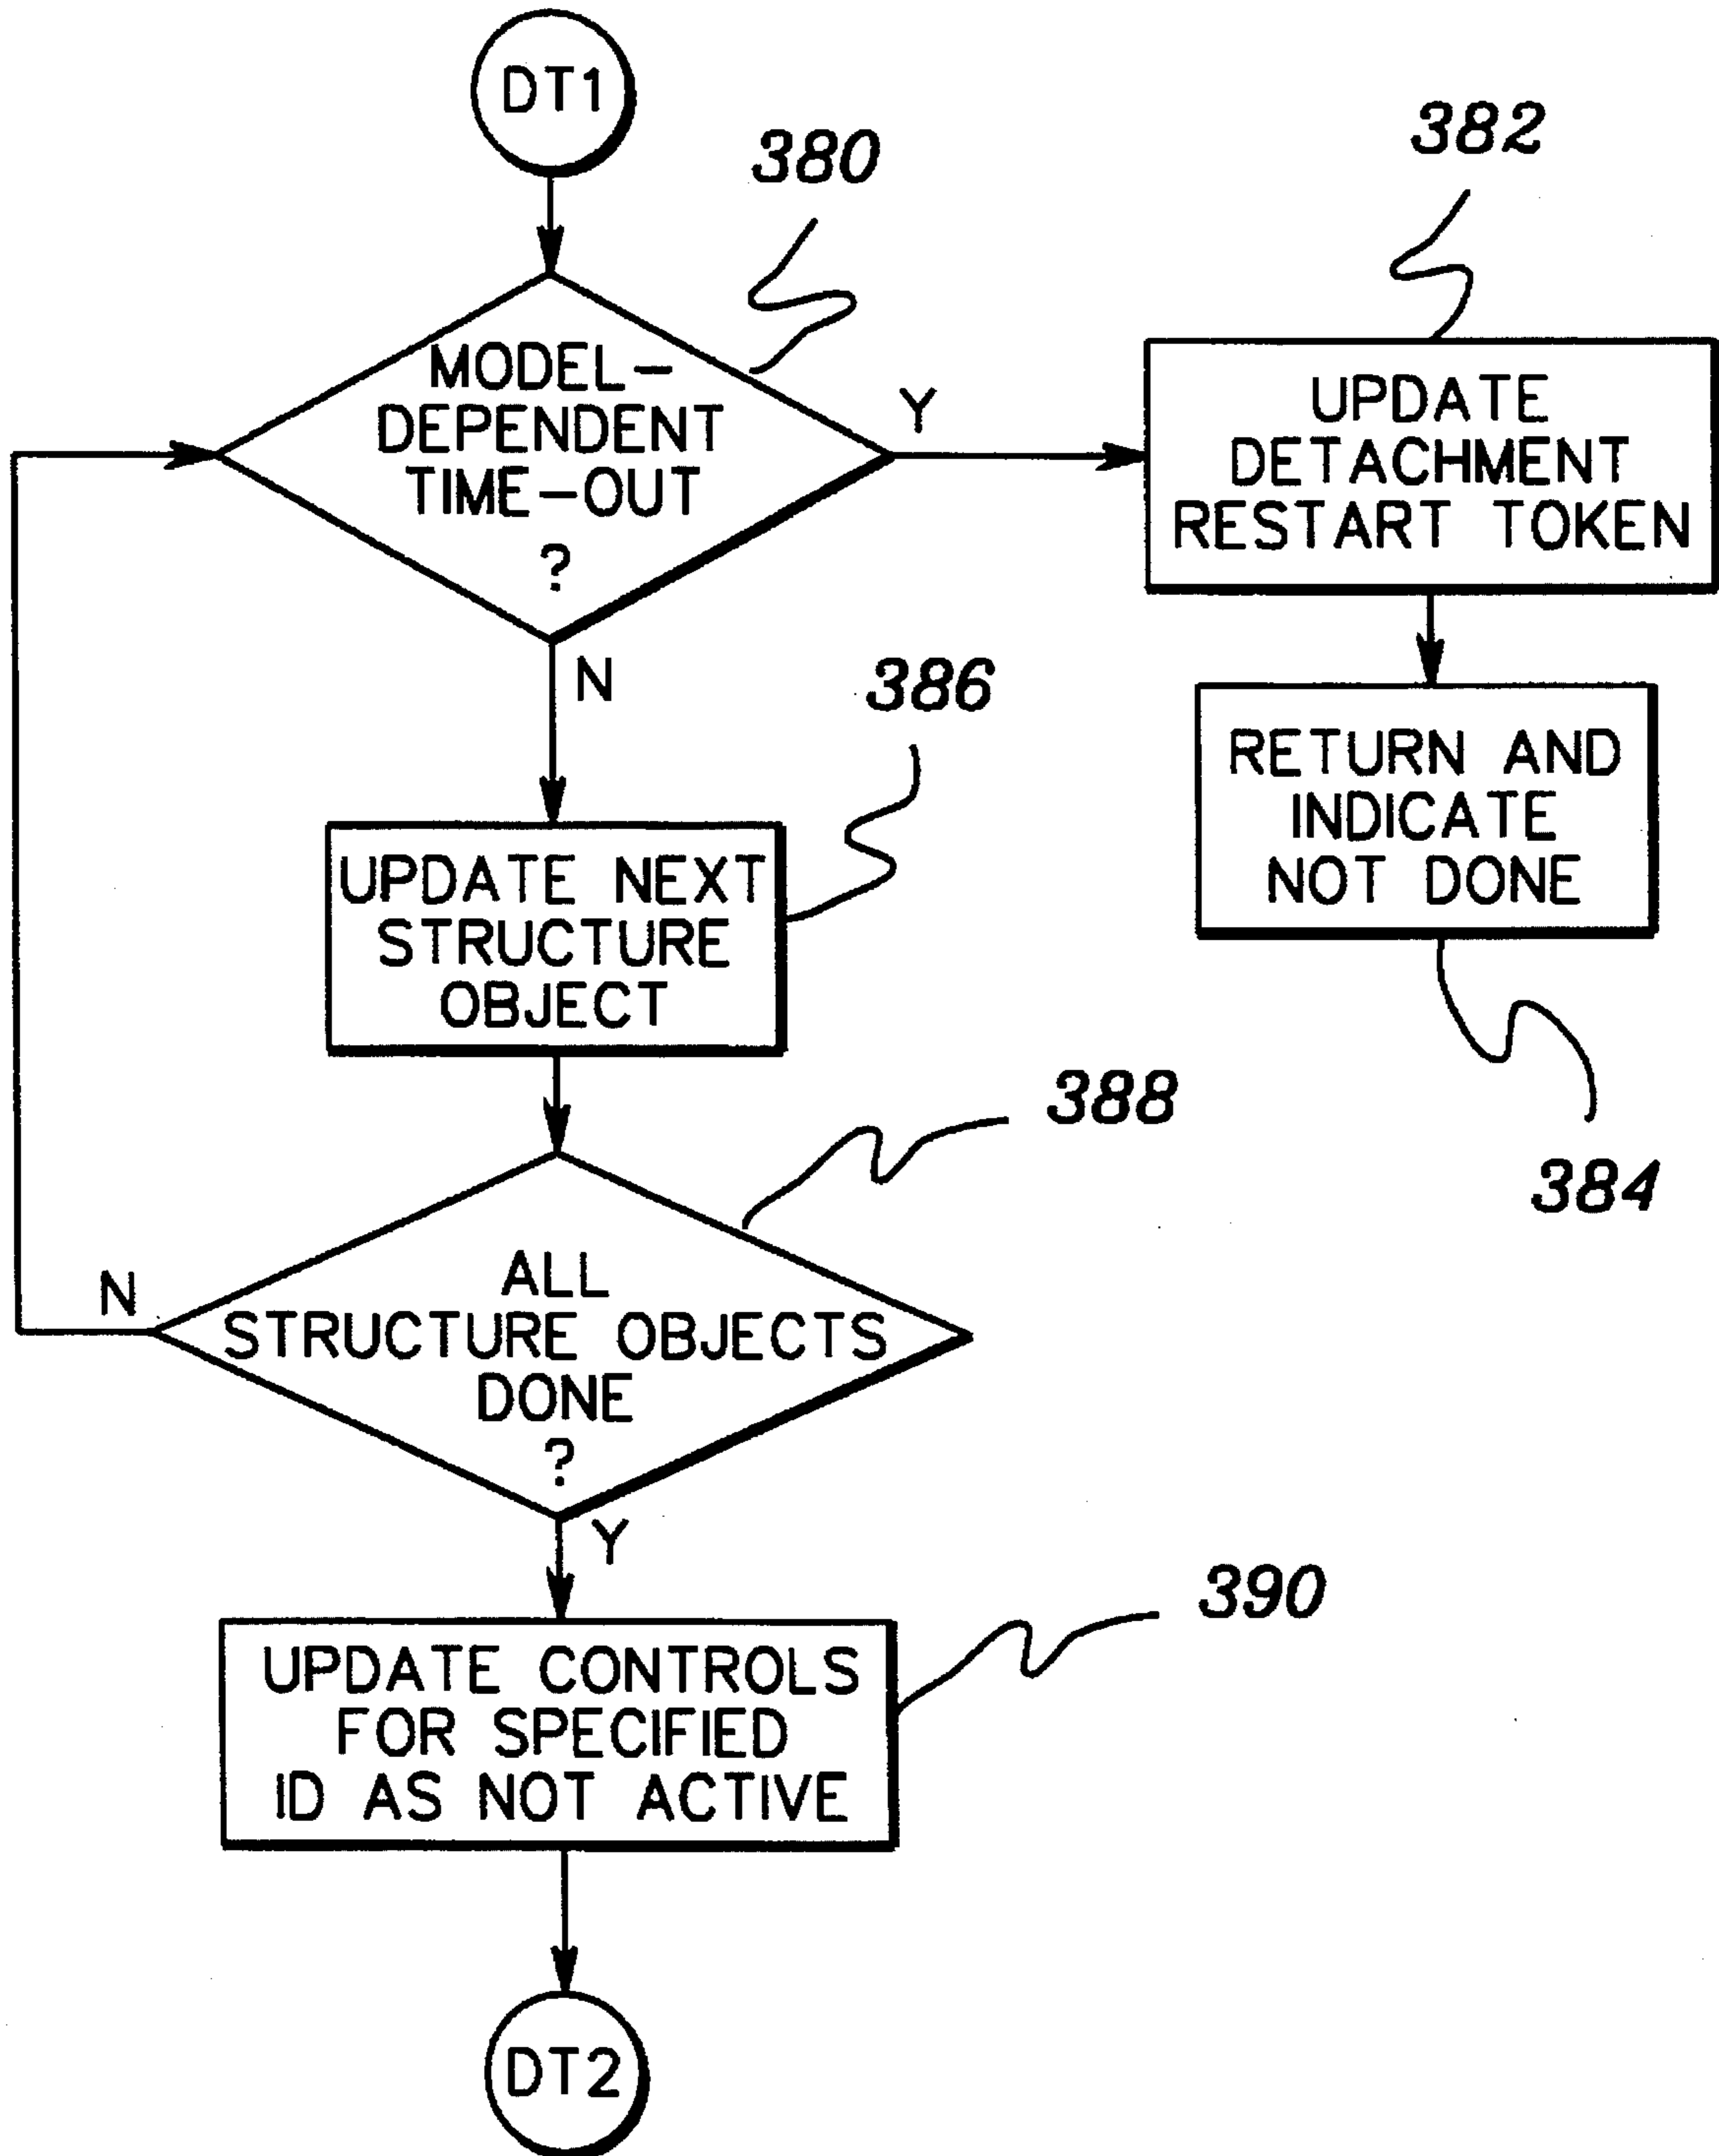 DT1
380
382
MODEL-
DEPENDENT
TIME-OUT
?
Y
UPDATE
DETACHMENT
RESTART TOKEN
N
386
RETURN AND
INDICATE
NOT DONE
384
UPDATE NEXT
STRUCTURE
OBJECT
388
N
ALL
STRUCTURE OBJECTS
DONE
?
Y
390
UPDATE CONTROLS
FOR SPECIFIED
ID AS NOT ACTIVE
DT2